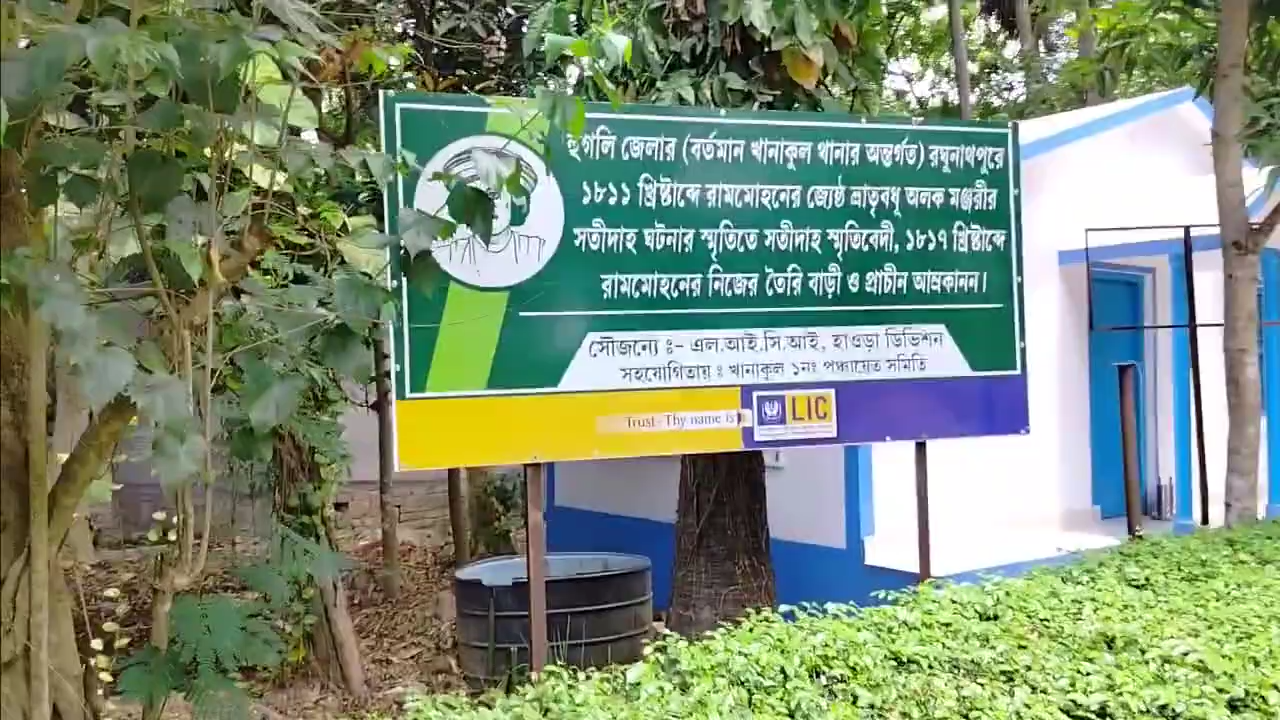 হুগলি জেলার (বর্তমান খানাকুল থানার অন্তর্গত) রঘুনাথপুরে
১৮১১ খ্রিষ্টাব্দে রামমোহনের জ্যেষ্ঠ ভ্রাতৃবধূ অলক মঞ্জরীর
সতীদাহ ঘটনার স্মৃতিতে সতীদাহ স্মৃতিবেদী, ১৮১৭ খ্রিষ্টাব্দে
রামমোহনের নিজের তৈরি বাড়ী ও প্রাচীন আম্রকানন।
সৌজন্যে ঃ- এল.আই.সি.আই, হাওড়া ডিভিশন
সহযোগিতায় ঃ খানাকুল ১নং পঞ্চায়েত সমিতি
Trust- Thy name is LIC